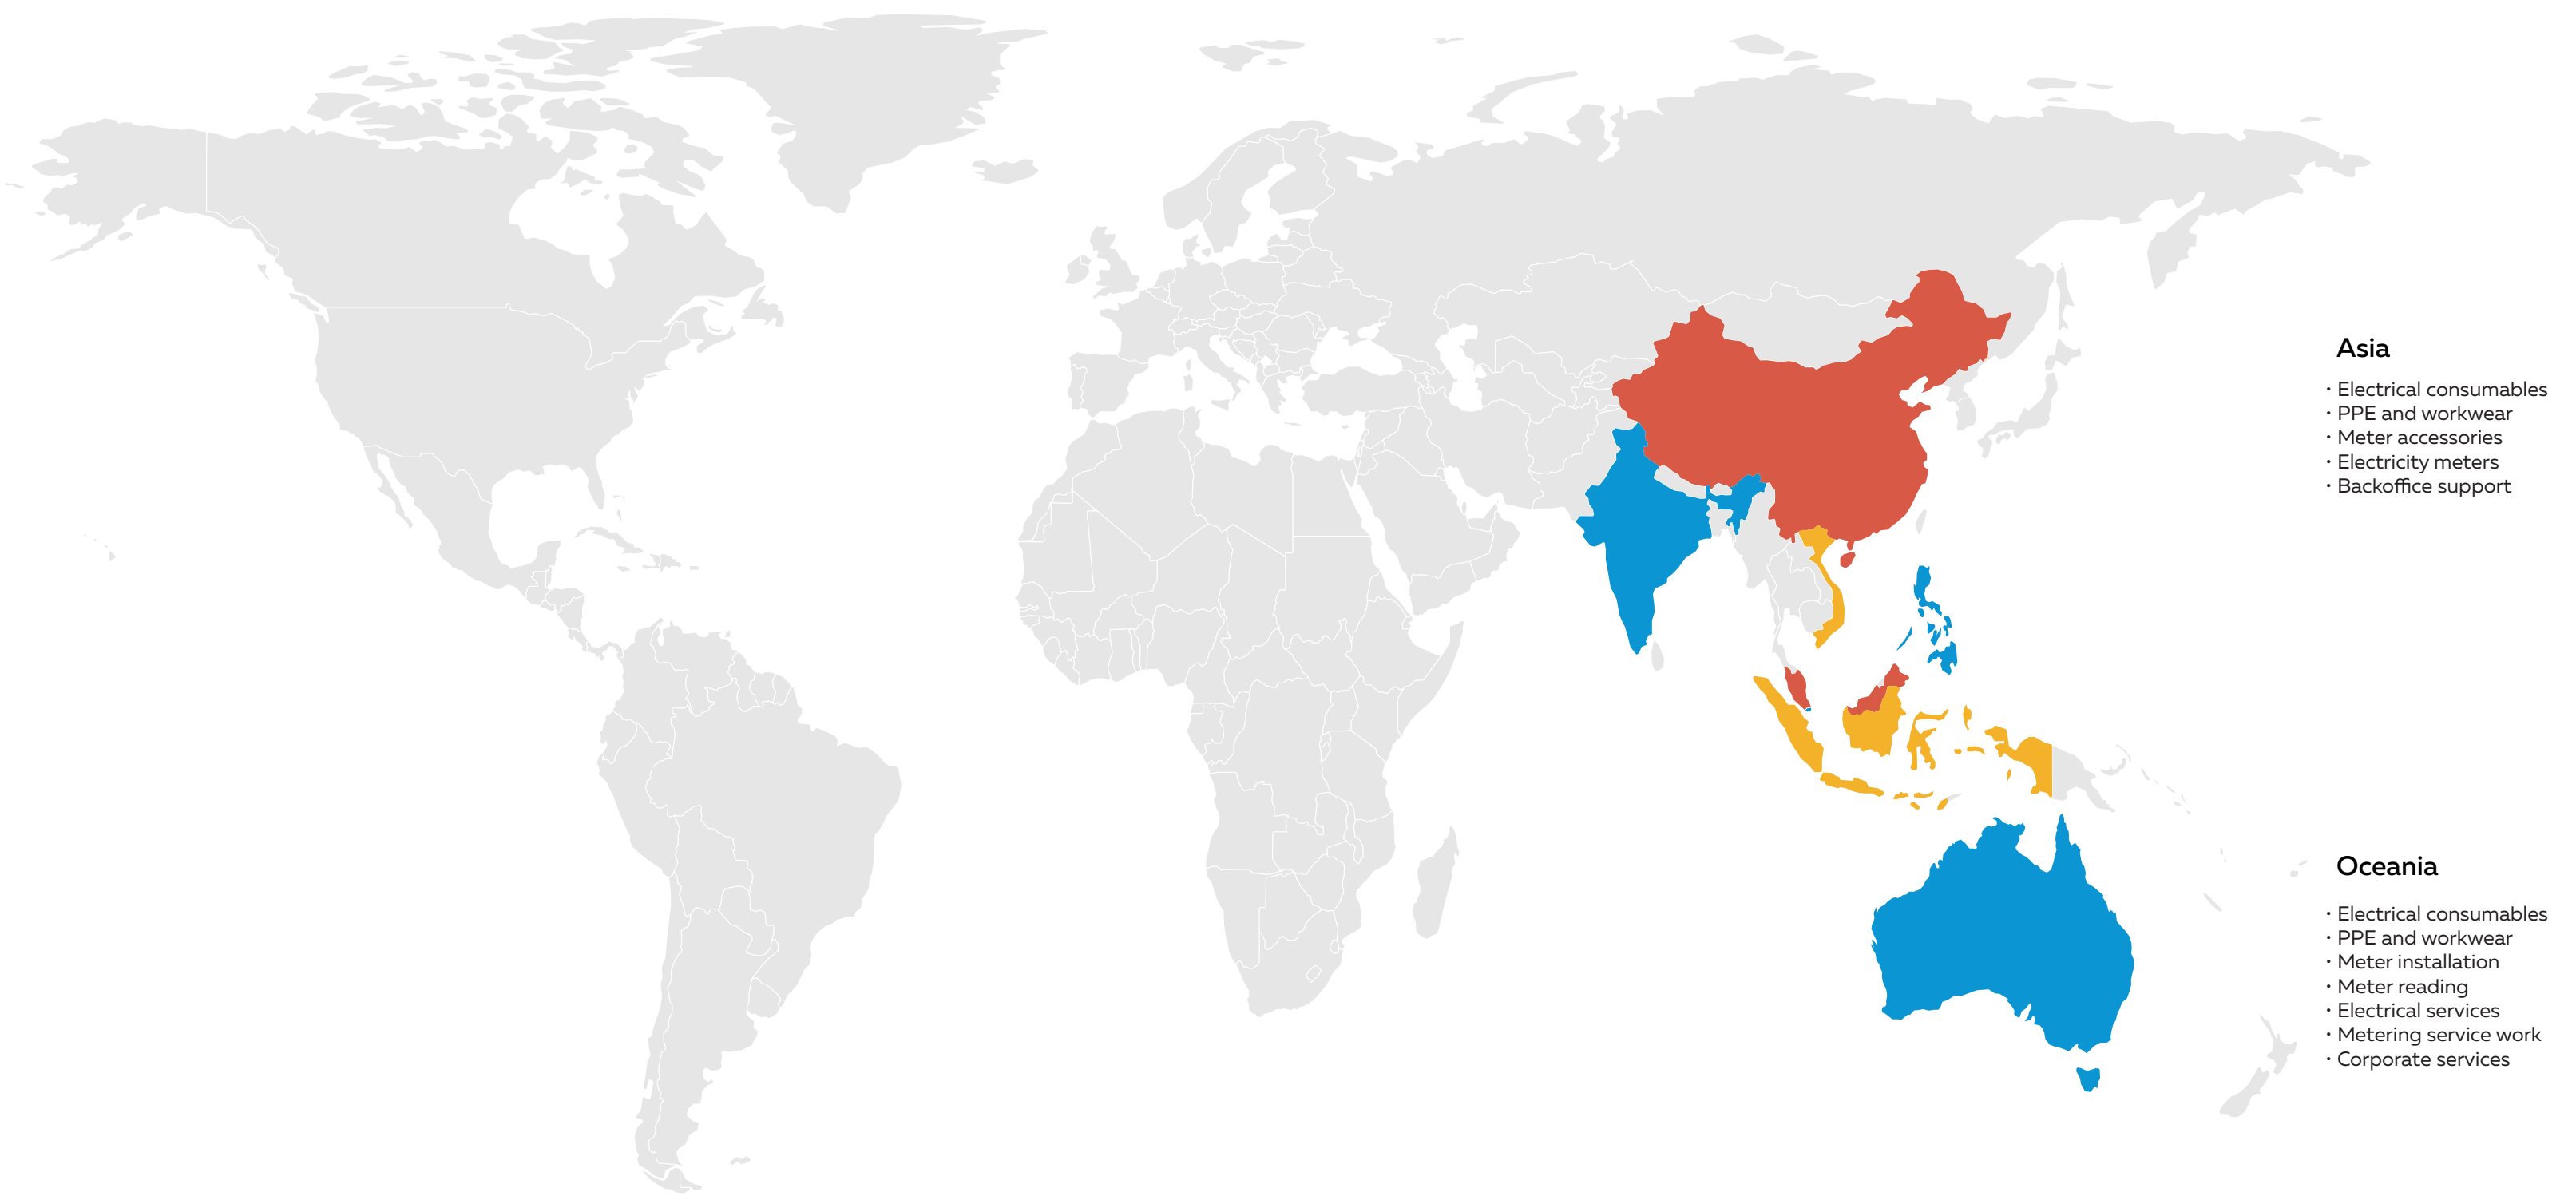 Asia
· Electrical consumables
· PPE and workwear
· Meter accessories
· Electricity meters
· Backoffice support
Oceania
· Electrical consumables
· PPE and workwear
· Meter installation
· Meter reading
· Electrical services
· Metering service work
· Corporate services